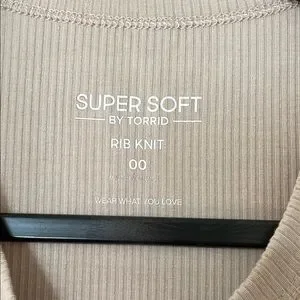 SUPER SOFT
BY TORRID
RIB KNIT
00
WEAR WHAT YOU LOVE